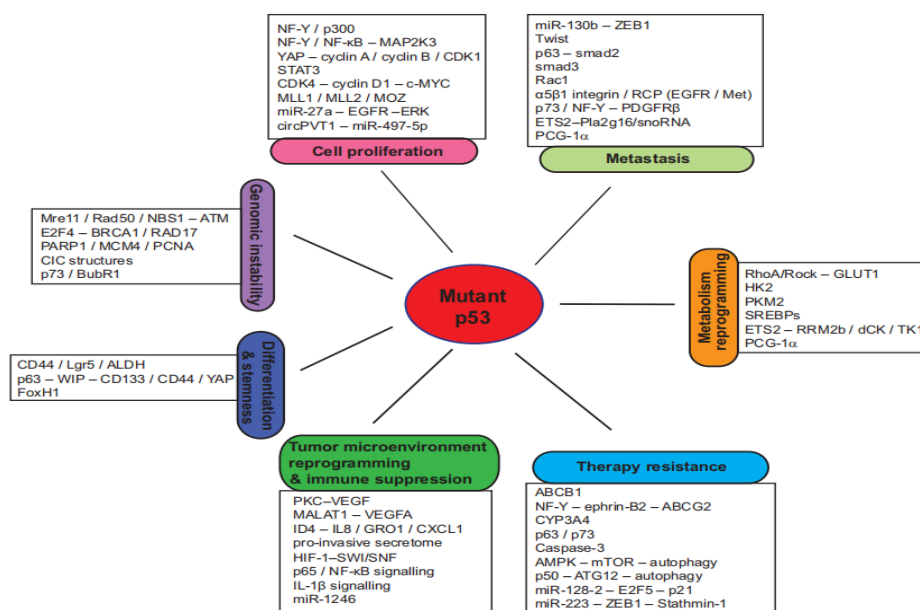 NF-Y / p300
NF-Y / NF-κB – MAP2K3
YAP – cyclin A / cyclin B / CDK1
STAT3
CDK4 – cyclin D1 – c-MYC
MLL1 / MLL2 / MOZ
miR-27a – EGFR –ERK
circPVT1 – miR-497-5p
Cell proliferation
miR-130b – ZEB1
Twist
p63 – smad2
smad3
Rac1
α5β1 integrin / RCP (EGFR / Met)
p73 / NF-Y – PDGFRβ
ETS2–Pla2g16/snoRNA
PCG-1α
Metastasis
Mre11 / Rad50 / NBS1 – ATM
E2F4 – BRCA1 / RAD17
PARP1 / MCM4 / PCNA
CIC structures
p73 / BubR1
Genomic instability
Mutant
p53
Metabolism
reprogramming
RhoA/Rock – GLUT1
HK2
PKM2
SREBPs
ETS2 – RRM2b / dCK / TK1
PCG-1α
CD44 / Lgr5 / ALDH
p63 – WIP – CD133 / CD44 / YAP
FoxH1
Differentiation
& stemness
Tumor microenvironment
reprogramming
& immune suppression
PKC–VEGF
MALAT1 – VEGFA
ID4 – IL8 / GRO1 / CXCL1
pro-invasive secretome
HIF-1–SWI/SNF
p65 / NF-κB signalling
IL-1β signalling
miR-1246
Therapy resistance
ABCB1
NF-Y – ephrin-B2 – ABCG2
CYP3A4
p63 / p73
Caspase-3
AMPK – mTOR – autophagy
p50 – ATG12 – autophagy
miR-128-2 – E2F5 – p21
miR-223 – ZEB1 – Stathmin-1